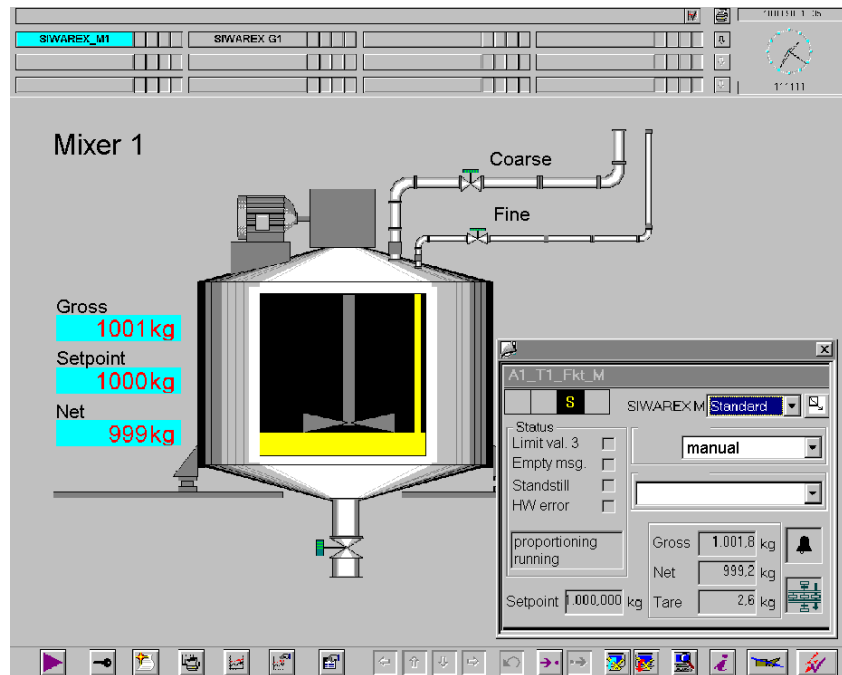 SIWAREX_M1
SIWAREX G1
111111
Mixer 1
Coarse
Fine
Gross
1001kg
Setpoint
1000kg
Net
999kg
A1_T1_Fkt_M
S
SIWAREX M Standard
Status
Limit val. 3
Empty msg.
Standstill
HW error
manual
proportioning
running
Gross 1.001,8 kg
Net 999,2 kg
Setpoint 1.000,000 kg
Tare 2,6 kg